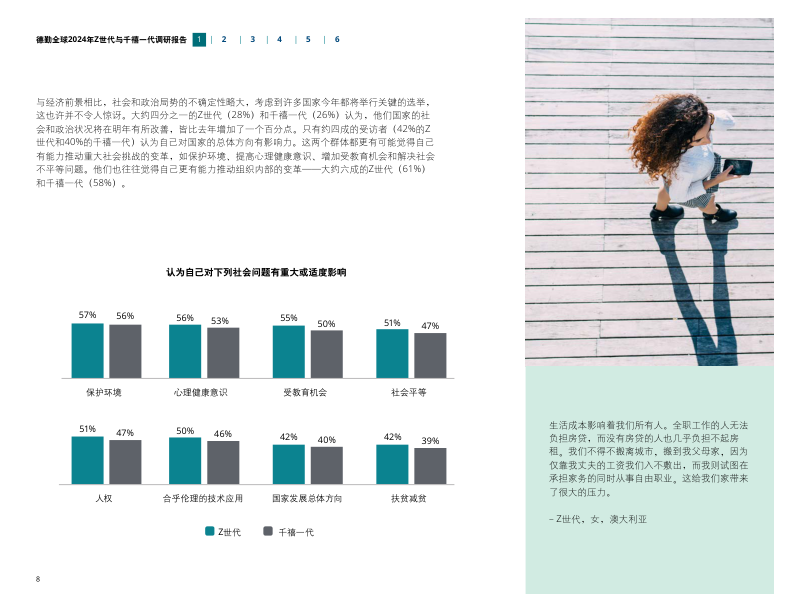 德勤全球2024年Z世代与千禧一代调研报告 1 | 2 | 3 | 4 | 5 | 6
与经济前景相比，社会和政治局势的不确定性略大，考虑到许多国家今年都将举行关键的选举，
这也许并不令人惊讶。大约四分之一的Z世代（28%）和千禧一代（26%）认为，他们国家的社
会和政治状况将在明年有所改善，皆比去年增加了一个百分点。只有约四成的受访者（42%的Z
世代和40%的千禧一代）认为自己对国家的总体方向有影响力。这两个群体都更有可能觉得自己
有能力推动重大社会挑战的变革，如保护环境、提高心理健康意识、增加受教育机会和解决社会
不平等问题。他们也往往觉得自己更有能力推动组织内部的变革——大约六成的Z世代（61%）
和千禧一代（58%）。
认为自己对下列社会问题有重大或适度影响
57% 56% 56% 53% 55% 50% 51% 47%
保护环境 心理健康意识 受教育机会 社会平等
51% 47% 50% 46% 42% 40% 42% 39%
人权 合乎伦理的技术应用 国家发展总体方向 扶贫减贫
Z世代 千禧一代
生活成本影响着我们所有人。全职工作的人无法
负担房贷，而没有房贷的人也几乎负担不起房
租。我们不得不搬离城市，搬到我父母家，因为
仅靠我丈夫的工资我们入不敷出，而我则试图在
承担家务的同时从事自由职业。这给我们家带来
了很大的压力。
– Z世代，女，澳大利亚
8